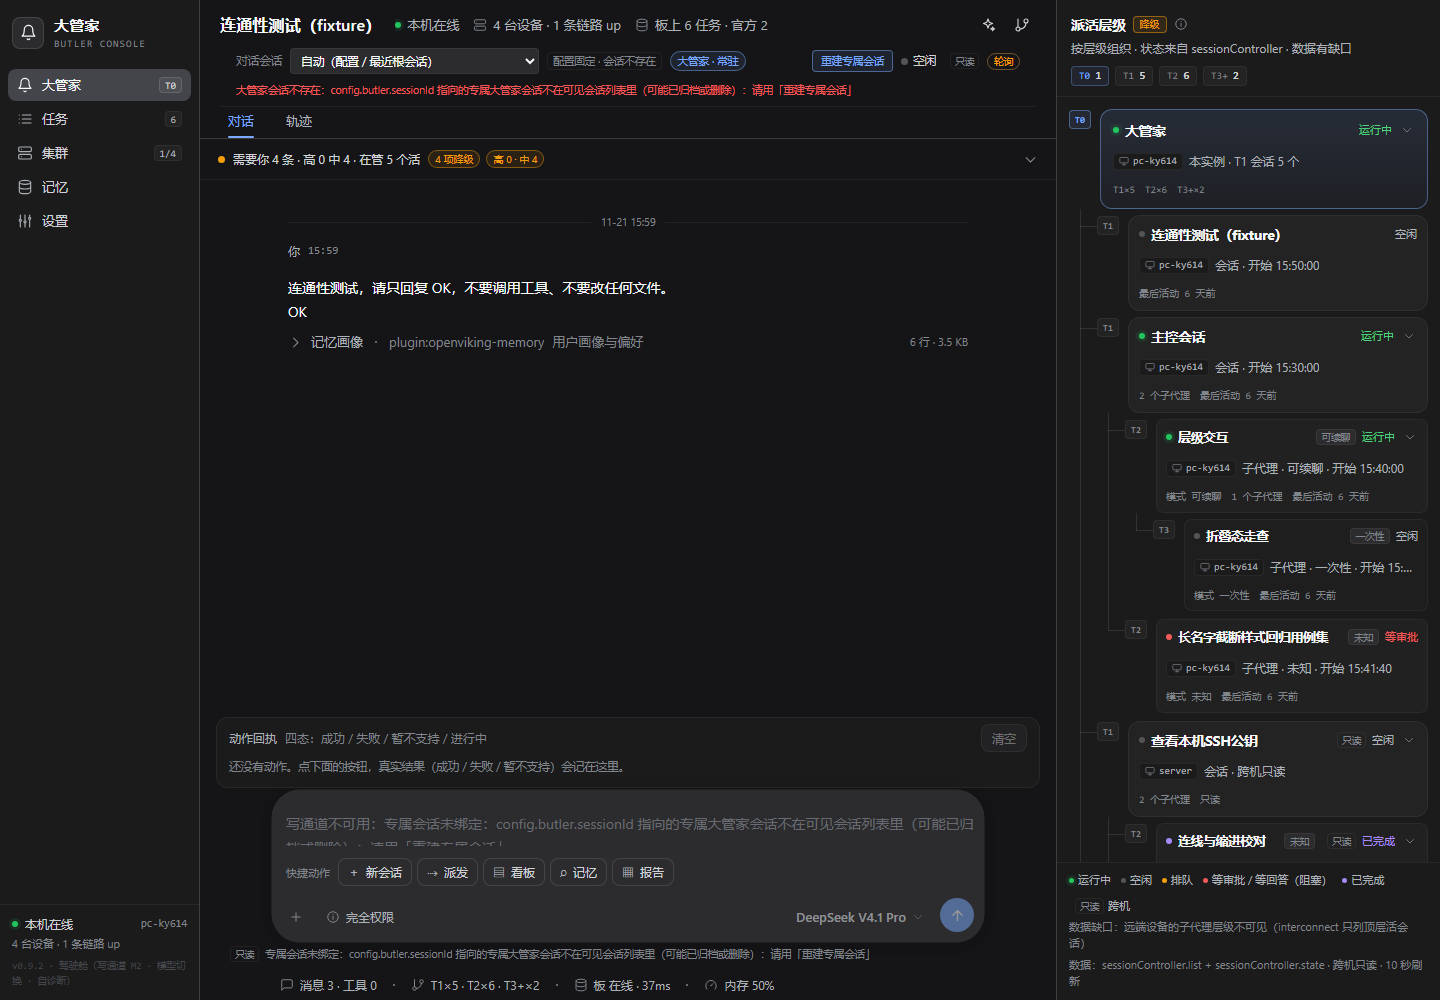 大管家
BUTLER CONSOLE
大管家 T0
任务 6
集群 1/4
记忆
设置
本机在线 pc-ky614
4 台设备 · 1 条链路 up
v0.9.2 · 驾驶舱（写通道 M2 · 模型切
换 · 自诊断）
连通性测试（fixture） 本机在线 4 台设备 · 1 条链路 up 板上 6 任务 · 官方 2
对话会话 自动（配置 / 最近根会话） 配置固定 · 会话不存在 大管家 · 常驻 重建专属会话 空闲 只读 轮询
大管家会话不存在：config.butler.sessionId 指向的专属大管家会话不在可见会话列表里（可能已归档或删除）：请用「重建专属会话」
对话 轨迹
需要你 4 条 · 高 0 中 4 · 在管 5 个活 4 项降级 高 0 · 中 4
11-21 15:59
你 15:59
连通性测试，请只回复 OK，不要调用工具、不要改任何文件。
OK
记忆画像 · plugin:openviking-memory 用户画像与偏好 6 行 · 3.5 KB
动作回执 四态：成功 / 失败 / 暂不支持 / 进行中 清空
还没有动作。点下面的按钮，真实结果（成功 / 失败 / 暂不支持）会记在这里。
写通道不可用：专属会话未绑定：config.butler.sessionId 指向的专属大管家会话不在可见会话列表里（可能已归
档或删除）：请用「重建专属会话」
快捷动作 新会话 派发 看板 记忆 报告
完全权限 DeepSeek V4.1 Pro
只读 专属会话未绑定：config.butler.sessionId 指向的专属大管家会话不在可见会话列表里（可能已归档或删除）：请用「重建专属会话」
消息 3 · 工具 0 · T1×5 · T2×6 · T3+×2 · 板 在线 · 37ms · 内存 50%
派活层级 降级
按层级组织 · 状态来自 sessionController · 数据有缺口
T0 1 T1 5 T2 6 T3+ 2
T0 大管家 运行中
pc-ky614 本实例 · T1 会话 5 个
T1×5 T2×6 T3+×2
T1 连通性测试（fixture） 空闲
pc-ky614 会话 · 开始 15:50:00
最后活动 6 天前
T1 主控会话 运行中
pc-ky614 会话 · 开始 15:30:00
2 个子代理 最后活动 6 天前
T2 层级交互 可续聊 运行中
pc-ky614 子代理 · 可续聊 · 开始 15:40:00
模式 可续聊 1 个子代理 最后活动 6 天前
T3 折叠态走查 一次性 空闲
pc-ky614 子代理 · 一次性 · 开始 15:...
模式 一次性 最后活动 6 天前
T2 长名字截断样式回归用例集 未知 等审批
pc-ky614 子代理 · 未知 · 开始 15:41:40
模式 未知 最后活动 6 天前
T1 查看本机SSH公钥 只读 空闲
server 会话 · 跨机只读
2 个子代理 只读
T2 连线与缩进校对 未知 只读 已完成
运行中 空闲 排队 等审批 / 等回答（阻塞） 已完成
只读 跨机
数据缺口：远端设备的子代理层级不可见（interconnect 只列顶层活会
话）
数据：sessionController.list + sessionController.state · 跨机只读 · 10 秒刷
新